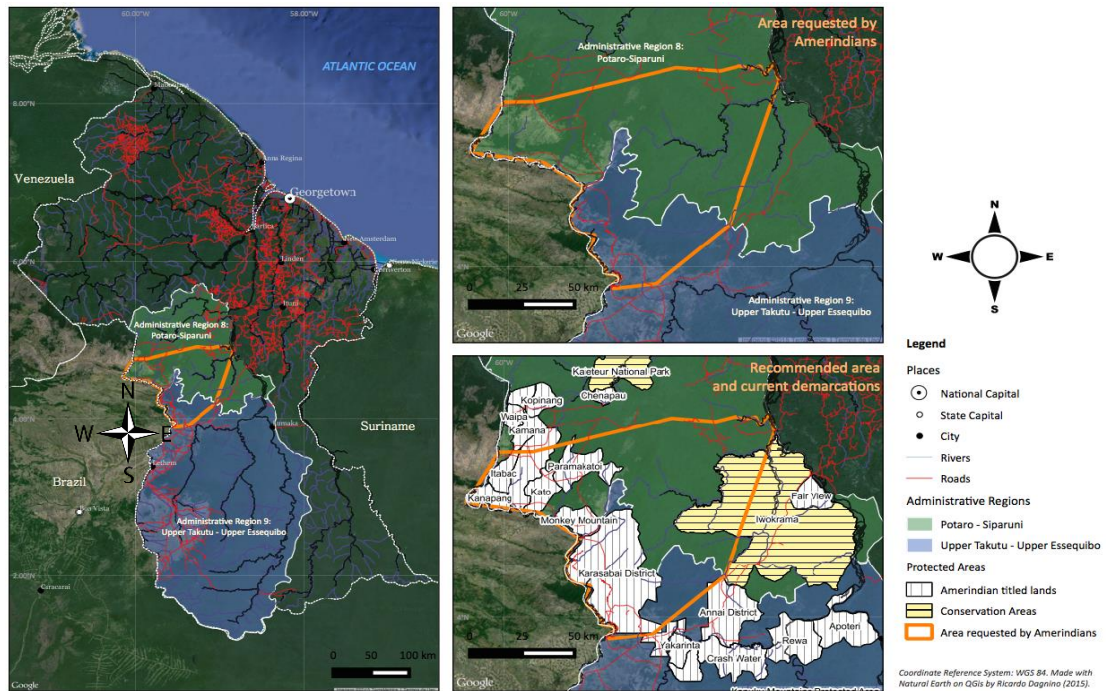 60.00°W
58.00°W
ATLANTIC OCEAN
8.00°N
Anna Regina
Venezuela
Georgetown
Bartica
New Amsterdam
6.00°N
Linden
Ituni
Administrative Region 8:
Potaro-Siparuni
4.00°N
N
W
E
S
Suriname
Lethem
Brazil
Boa Vista
Administrative Region 9:
Upper Takutu - Upper Essequibo
2.00°N
Caracaraí
0
50
100 km
60°W
Area requested by
Amerindians
Administrative Region 8:
Potaro-Siparuni
0
25
50 km
Administrative Region 9:
Upper Takutu - Upper Essequibo
Google
60°W
Kaieteur National Park
Recommended area
and current demarcations
Chenapau
Kopinang
Waipa
Kamana
Itabac
Paramakatoi
Kanapang
Kato
Fair View
Monkey Mountain
Iwokrama
Karasabai District
Annai District
Apoteri
0
25
50 km
Yakarinta
Rewa
Crash Water
Google
N
W
E
S
Legend
Places
National Capital
State Capital
City
Rivers
Roads
Administrative Regions
Potaro - Siparuni
Upper Takutu - Upper Essequibo
Protected Areas
Amerindian titled lands
Conservation Areas
Area requested by Amerindians
Coordinate Reference System: WGS 84. Made with
Natural Earth on QGis by Ricardo Dagnino (2015).